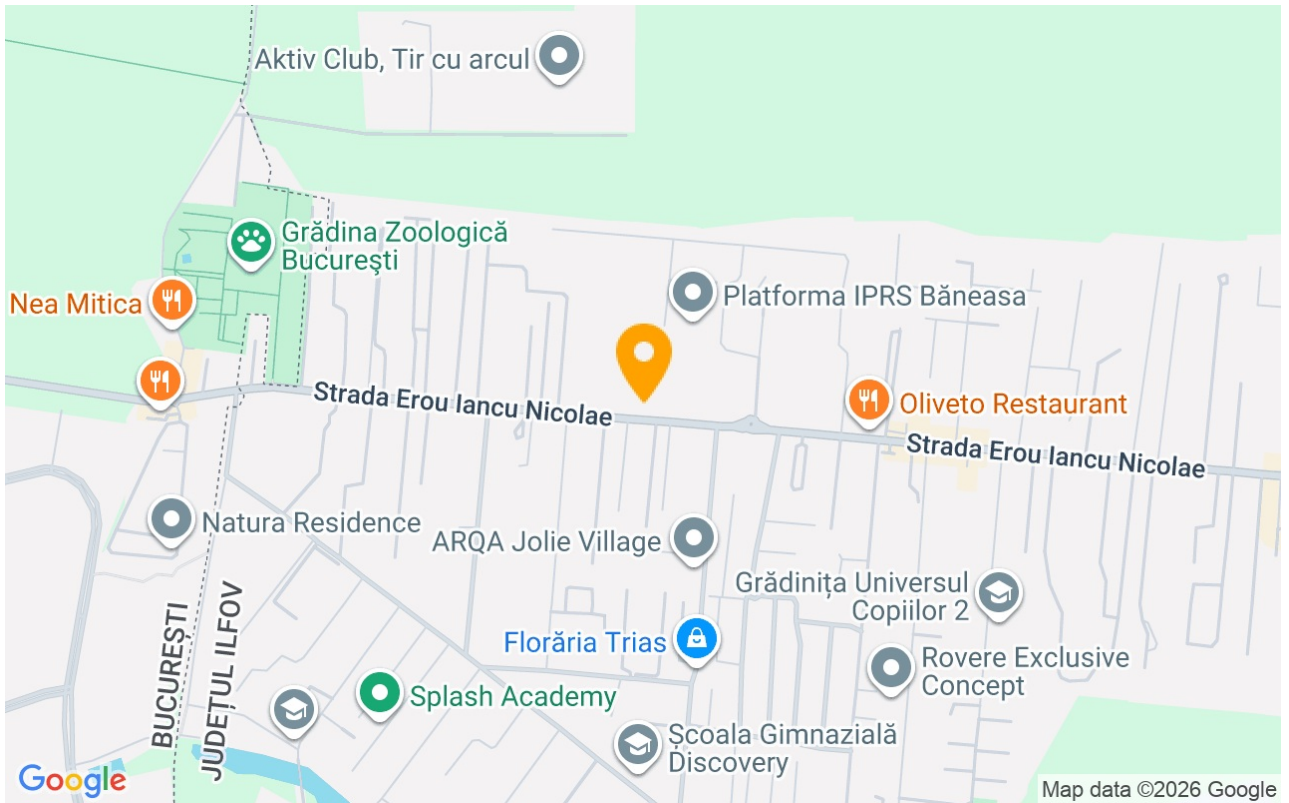 Aktiv Club, Tir cu arcul
Grădina Zoologică
București
Nea Mitica
Platforma IPRS Băneasa
Strada Erou Iancu Nicolae
Oliveto Restaurant
Strada Erou Iancu Nicolae
Natura Residence
ARQA Jolie Village
Grădinița Universul
Copiilor 2
BUCUREȘTI
JUDEȚUL ILFOV
Florăria Trias
Rovere Exclusive
Concept
Splash Academy
Școala Gimnazială
Discovery
Google
Map data ©2026 Google